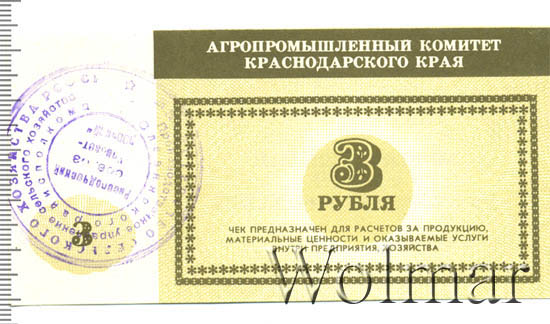 АГРОПРОМЫШЛЕННЫЙ КОМИТЕТ
КРАСНОДАРСКОГО КРАЯ
3
РУБЛЯ
ЧЕК ПРЕДНАЗНАЧЕН ДЛЯ РАСЧЕТОВ ЗА ПРОДУКЦИЮ,
МАТЕРИАЛЬНЫЕ ЦЕННОСТИ И ОКАЗЫВАЕМЫЕ УСЛУГИ
ВНУТРИ ПРЕДПРИЯТИЯ, ХОЗЯЙСТВА
3
Wolmar